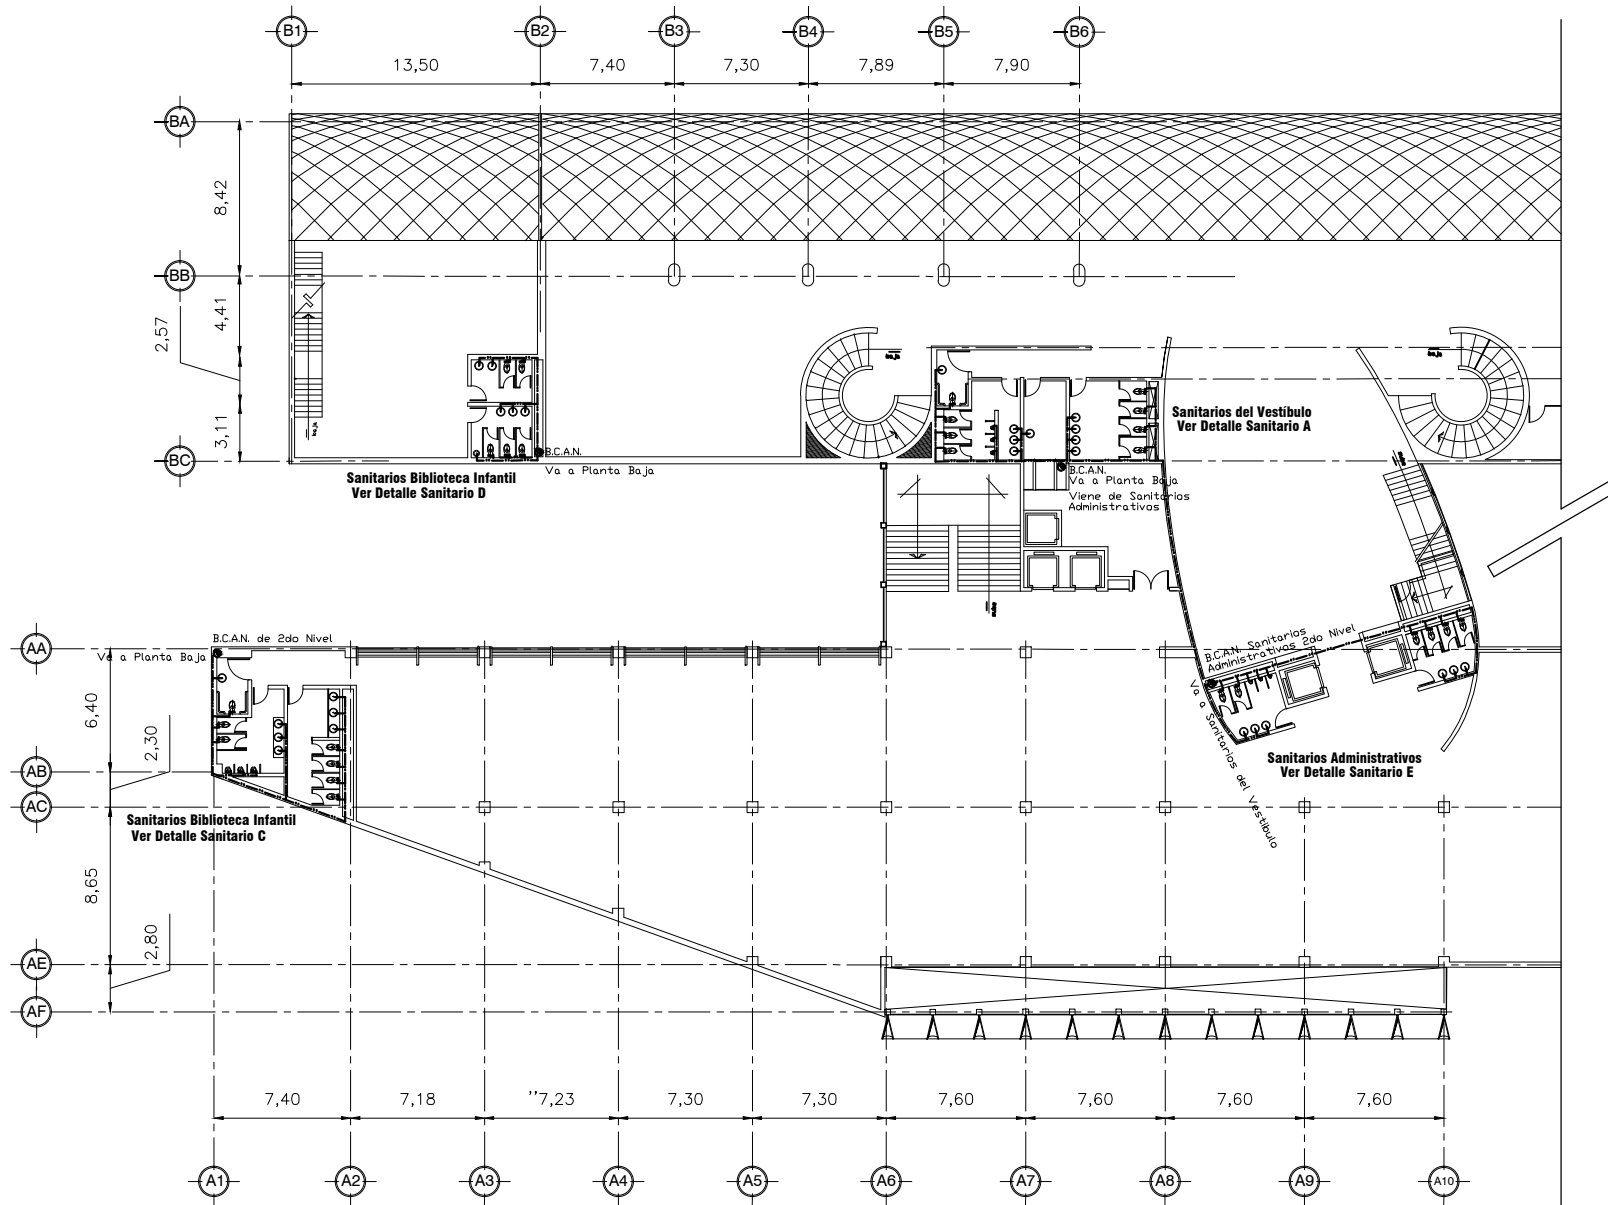 B1 B2 B3 B4 B5 B6
13,50 7,40 7,30 7,89 7,90
BA
8,42
BB
4,41
2,57
3,11
BC
baja
baja
baja
Sanitarios del Vestíbulo
Ver Detalle Sanitario A
B.C.A.N.
Va a Planta Baja
Sanitarios Biblioteca Infantil
Ver Detalle Sanitario D
B.C.A.N.
Va a Planta Baja
Viene de Sanitarios
Administrativos
B.C.A.N. de 2do Nivel
Va a Planta Baja
B.C.A.N. Sanitarios
Administrativos 2do Nivel
Va a Sanitarios del Vestíbulo
AA
6,40
2,30
AB
AC
Sanitarios Administrativos
Ver Detalle Sanitario E
Sanitarios Biblioteca Infantil
Ver Detalle Sanitario C
8,65
2,80
AE
AF
7,40 7,18 ''7,23 7,30 7,30 7,60 7,60 7,60 7,60
A1 A2 A3 A4 A5 A6 A7 A8 A9 A10